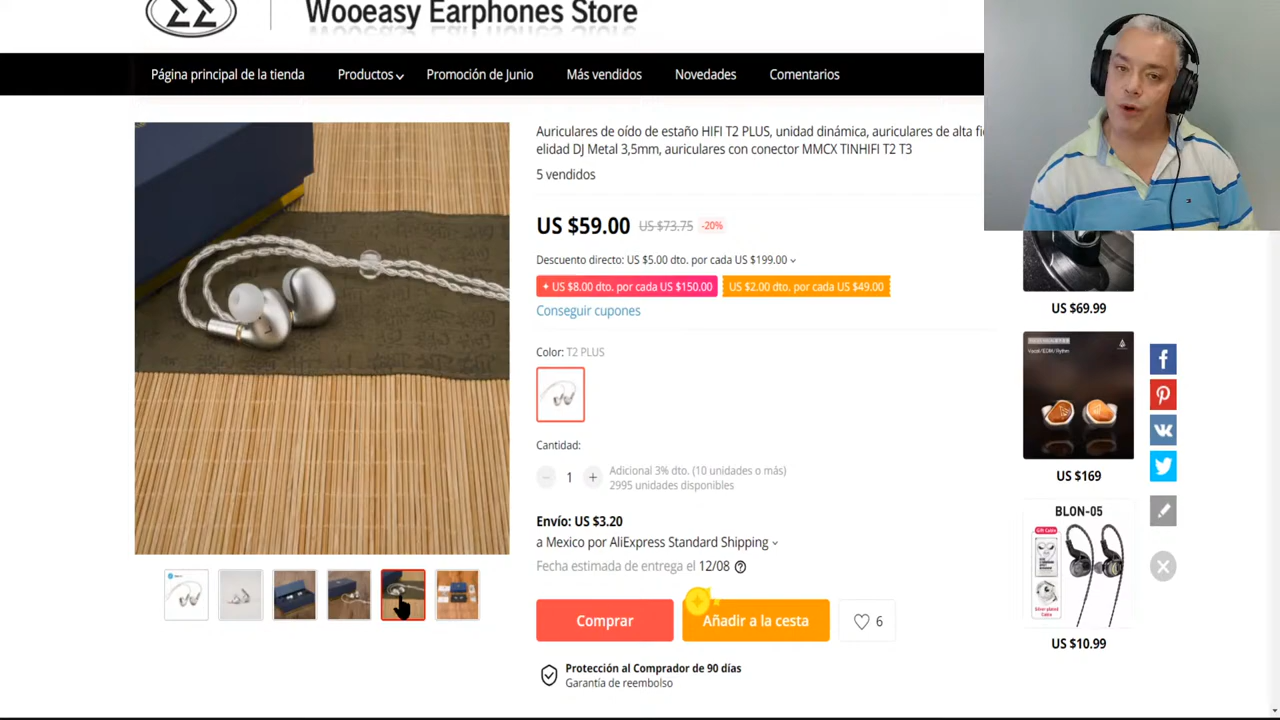 Wooeasy Earphones Store
Página principal de la tienda
Productos
Promoción de Junio
Más vendidos
Novedades
Comentarios
Auriculares de oído de estaño HIFI T2 PLUS, unidad dinámica, auriculares de alta fi
elidad DJ Metal 3,5mm, auriculares con conector MMCX TINHIFI T2 T3
5 vendidos
US $59.00 US $73.75 -20%
Descuento directo: US $5.00 dto. por cada US $199.00
US $8.00 dto. por cada US $150.00
US $2.00 dto. por cada US $49.00
Conseguir cupones
Color: T2 PLUS
Cantidad:
1
Adicional 3% dto. (10 unidades o más)
2995 unidades disponibles
Envío: US $3.20
a Mexico por AliExpress Standard Shipping
Fecha estimada de entrega el 12/08
Comprar
Añadir a la cesta
6
Protección al Comprador de 90 días
Garantía de reembolso
US $69.99
US $169
BLON-05
US $10.99